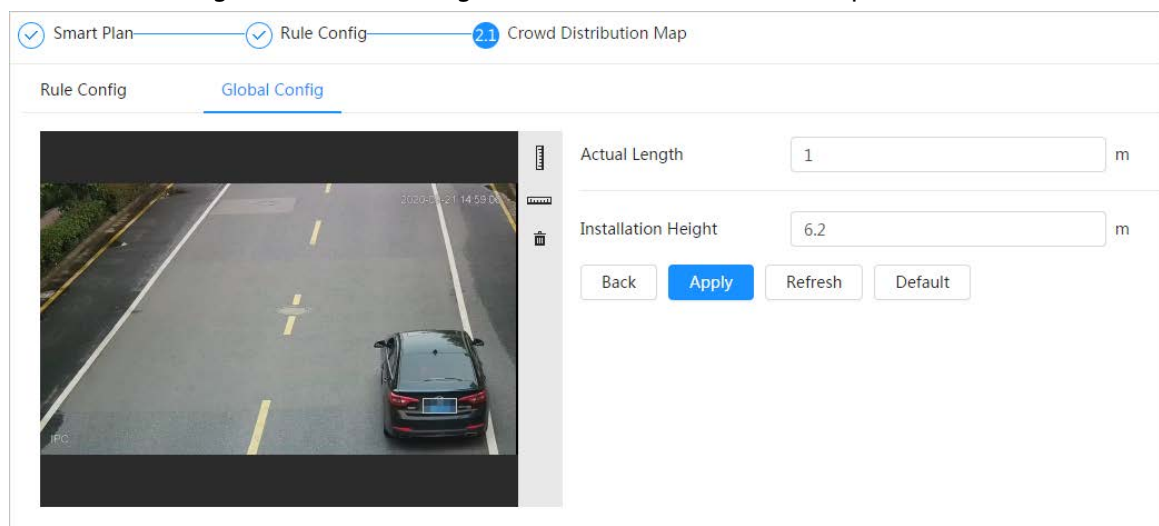 Smart Plan
Rule Config
2.1 Crowd Distribution Map
Rule Config
Global Config
Actual Length 1 m
Installation Height 6.2 m
Back Apply Refresh Default
IPC